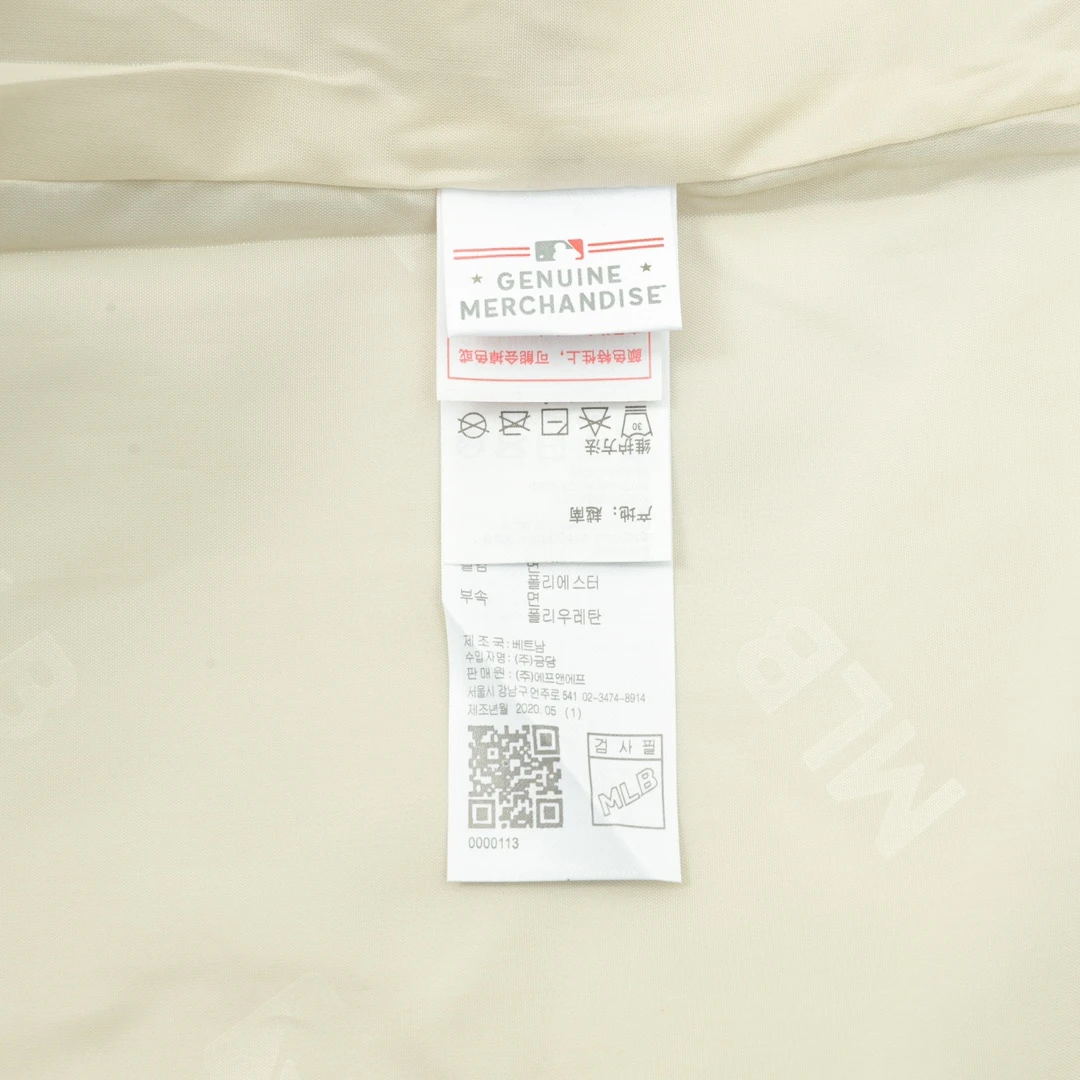 GENUINE
MERCHANDISE
颜色特性上，可能会掉色或
30
维护方法
产地：越南
폴리에스터
부속 면
폴리우레탄
제조국: 베트남
수입자명: (주)금당
판매원: (주)에프앤에프
서울시 강남구 언주로 541 02-3474-8914
제조년월 2020.05 (1)
검사필
MLB
0000113
MLB
B